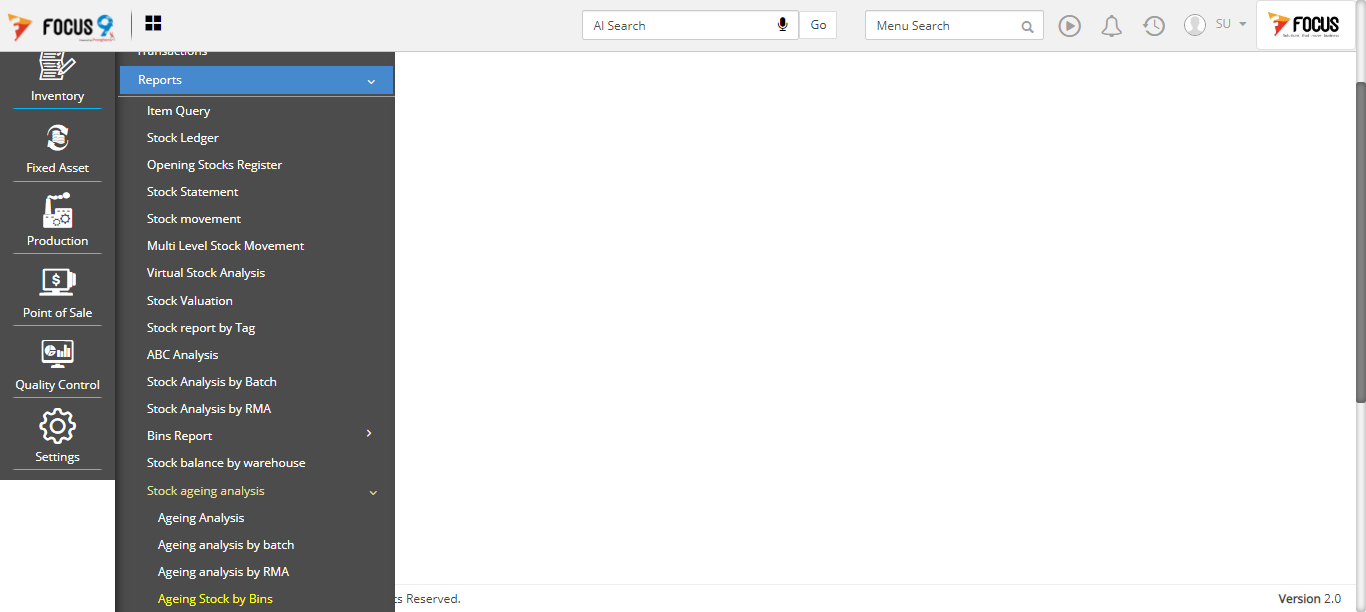 FOCUS 9
AI Search
Go
Menu Search
SU
FOCUS
Transactions
Reports
Item Query
Stock Ledger
Opening Stocks Register
Stock Statement
Stock movement
Multi Level Stock Movement
Virtual Stock Analysis
Stock Valuation
Stock report by Tag
ABC Analysis
Stock Analysis by Batch
Stock Analysis by RMA
Bins Report
Stock balance by warehouse
Stock ageing analysis
Ageing Analysis
Ageing analysis by batch
Ageing analysis by RMA
Ageing Stock by Bins
Inventory
Fixed Asset
Production
Point of Sale
Quality Control
Settings
ts Reserved.
Version 2.0